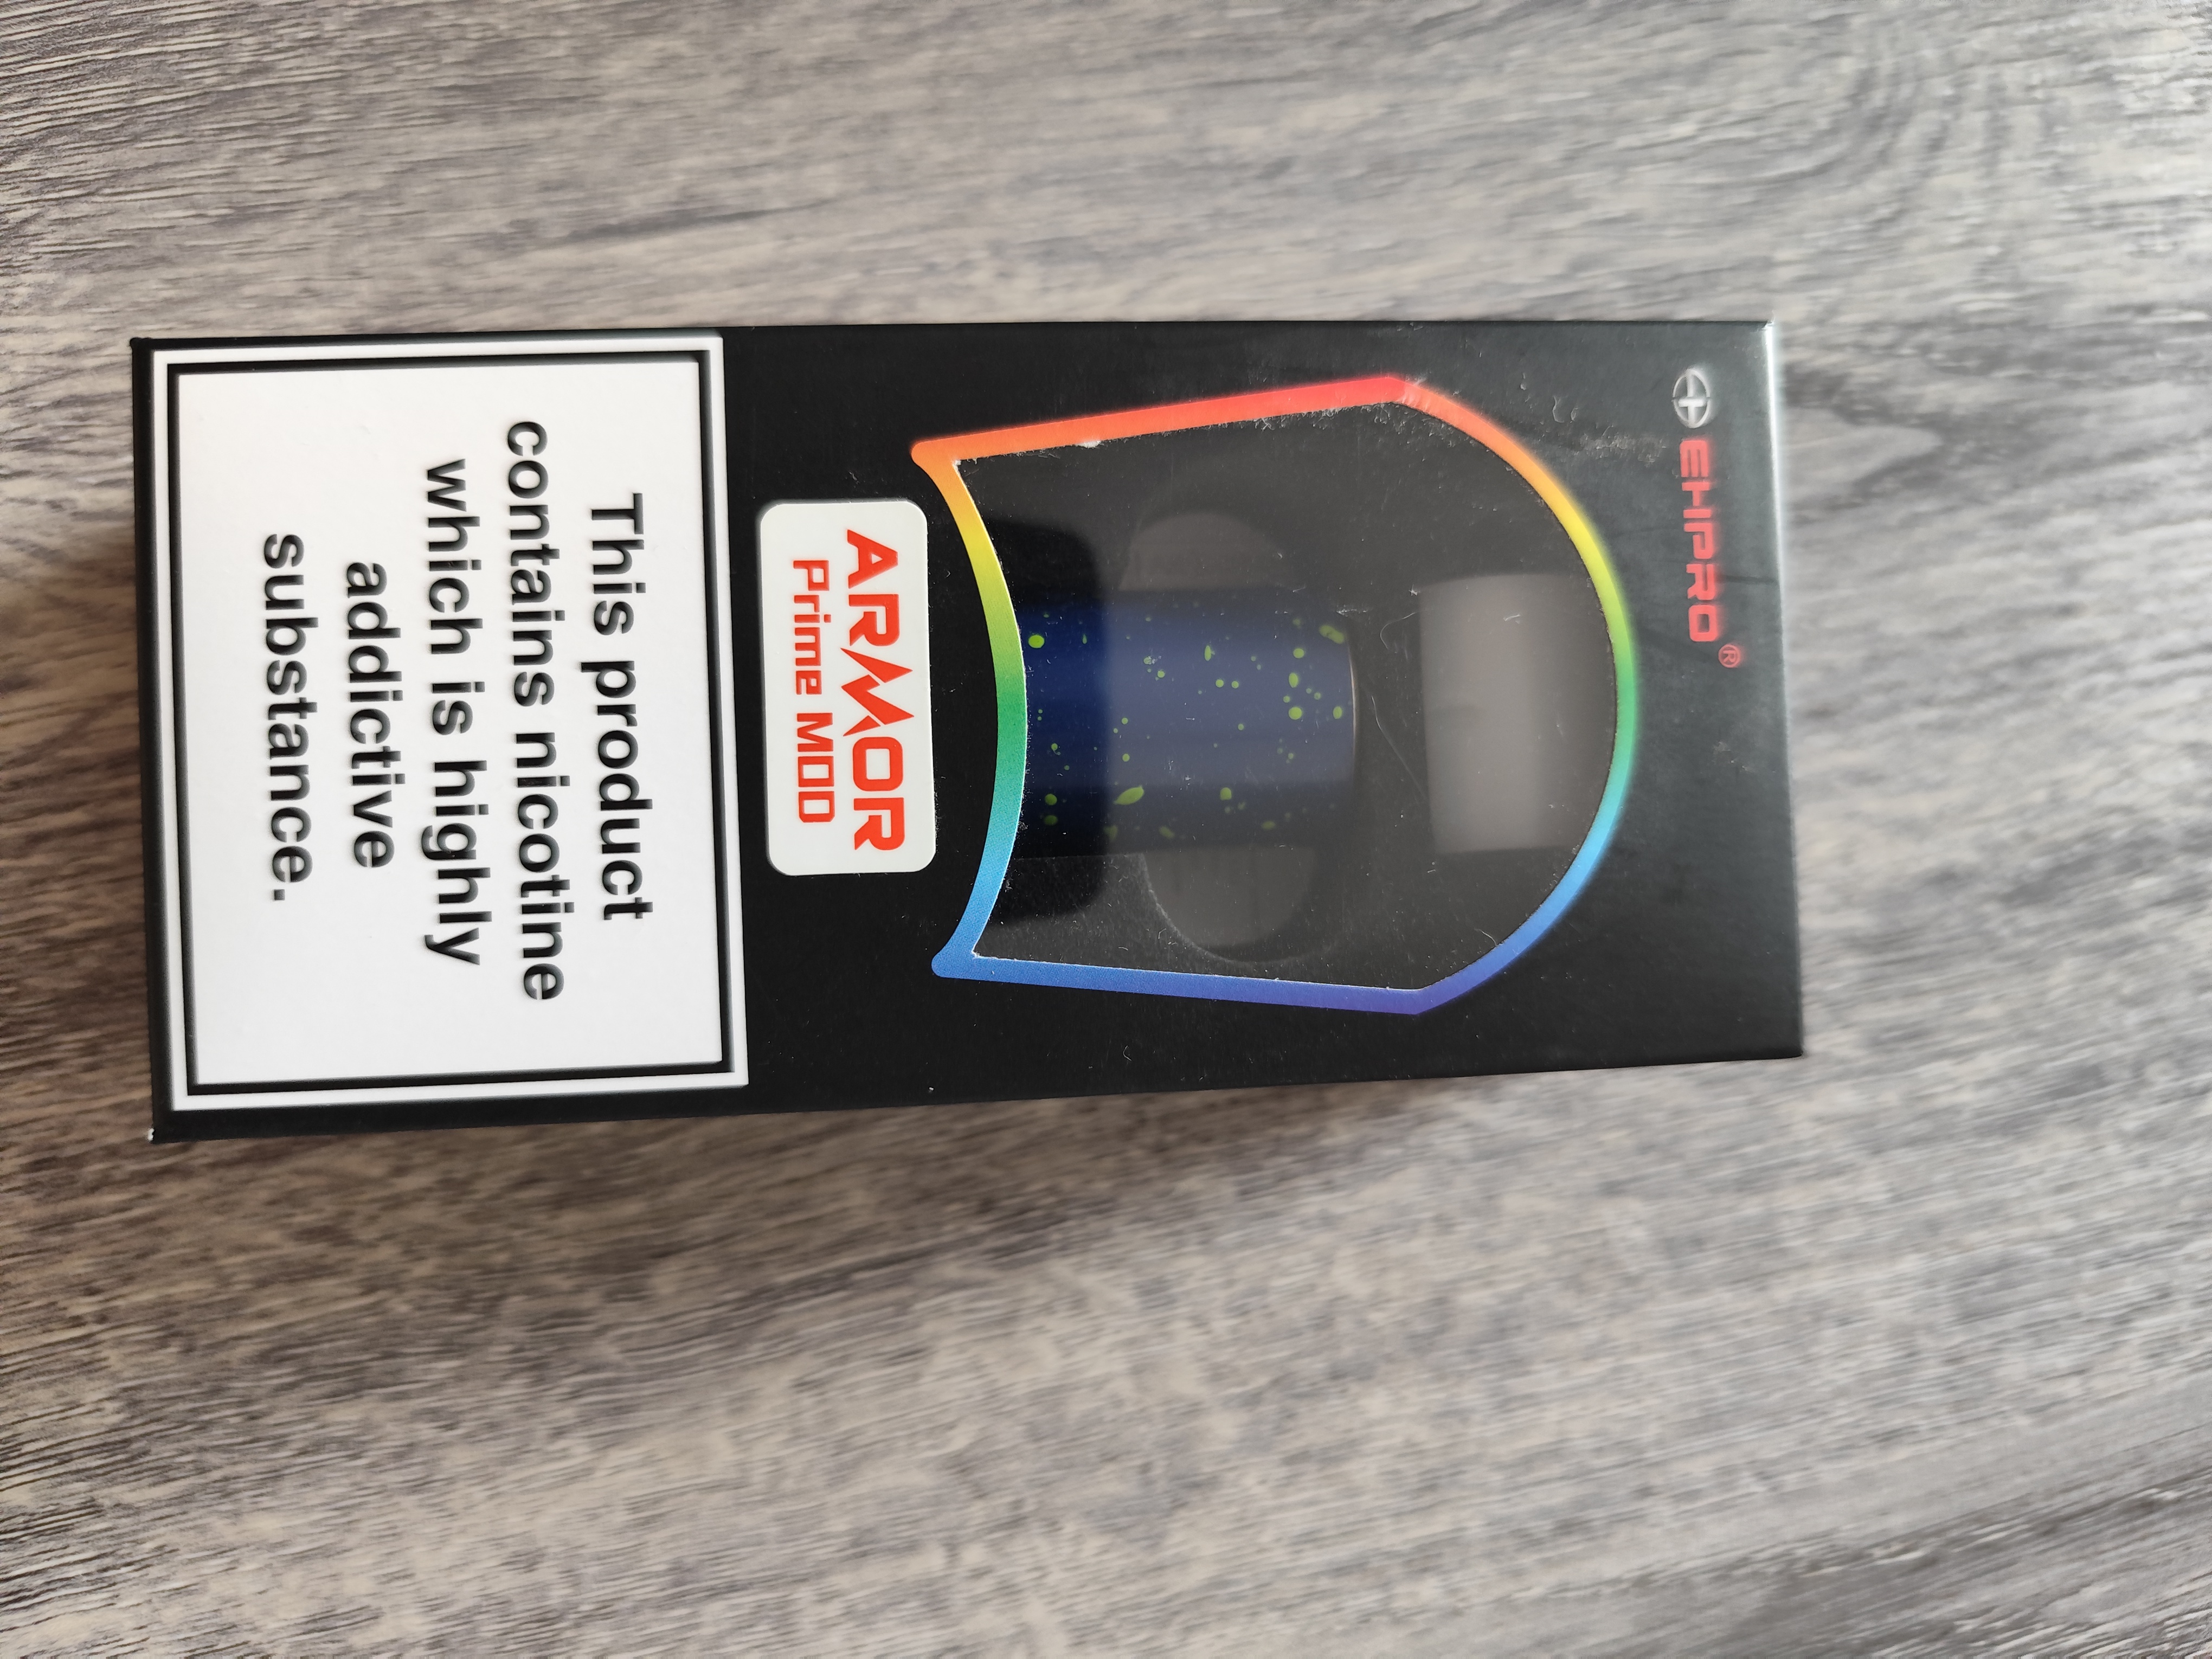 EHPRO®
ARMOR
Prime MOD
This product
contains nicotine
which is highly
addictive
substance.